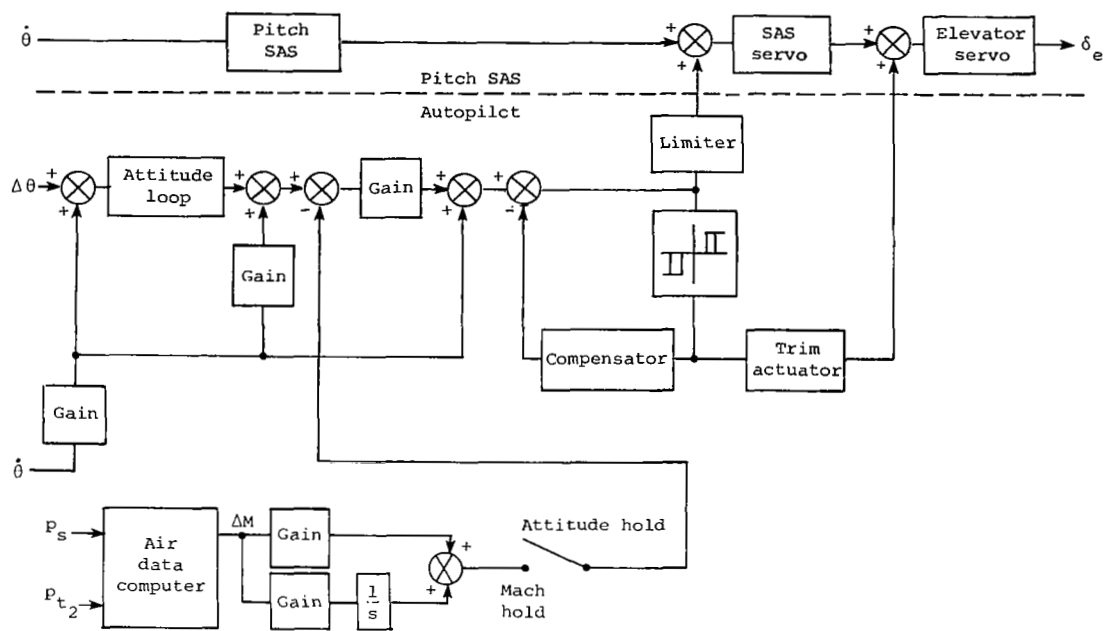 θ̇
Pitch
SAS
+
+
SAS
servo
+
+
Elevator
servo
δe
Pitch SAS
Autopilct
Limiter
Δθ
+
+
Attitude
loop
+
+
+
-
Gain
+
+
+
-
Gain
Compensator
Trim
actuator
Gain
θ̇
ps
pt2
Air
data
computer
ΔM
Gain
Gain
1
s
+
+
Attitude hold
Mach
hold